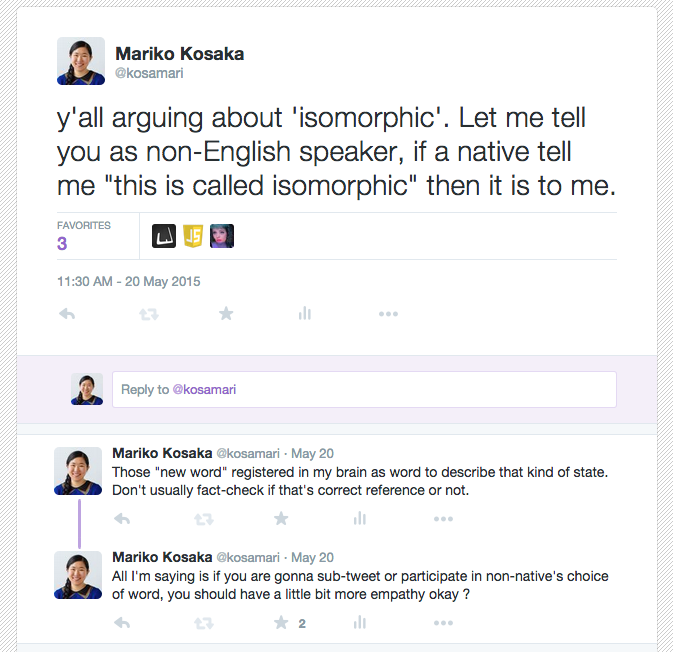 Mariko Kosaka
@kosamari
y'all arguing about 'isomorphic'. Let me tell
you as non-English speaker, if a native tell
me "this is called isomorphic" then it is to me.
FAVORITES
3
JS
11:30 AM - 20 May 2015
Reply to @kosamari
Mariko Kosaka @kosamari · May 20
Those "new word" registered in my brain as word to describe that kind of state.
Don't usually fact-check if that's correct reference or not.
Mariko Kosaka @kosamari · May 20
All I'm saying is if you are gonna sub-tweet or participate in non-native's choice
of word, you should have a little bit more empathy okay ?
2